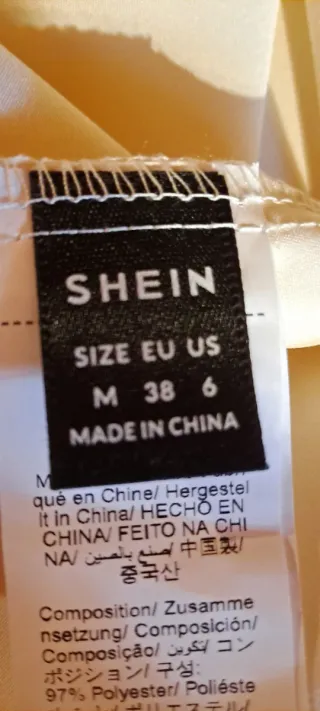 SHEIN
SIZE EU US
M 38 6
MADE IN CHINA
qué en Chine/ Hergestel
lt in China/ HECHO EN
CHINA/ FEITO NA CHI
NA/ صنع بالصين/ 中国製/
중국산
Composition/ Zusamme
nsetzung/ Composición/
Composição/ تكوين/ コン
ポジション/ 구성:
97% Polyester/ Poliéste